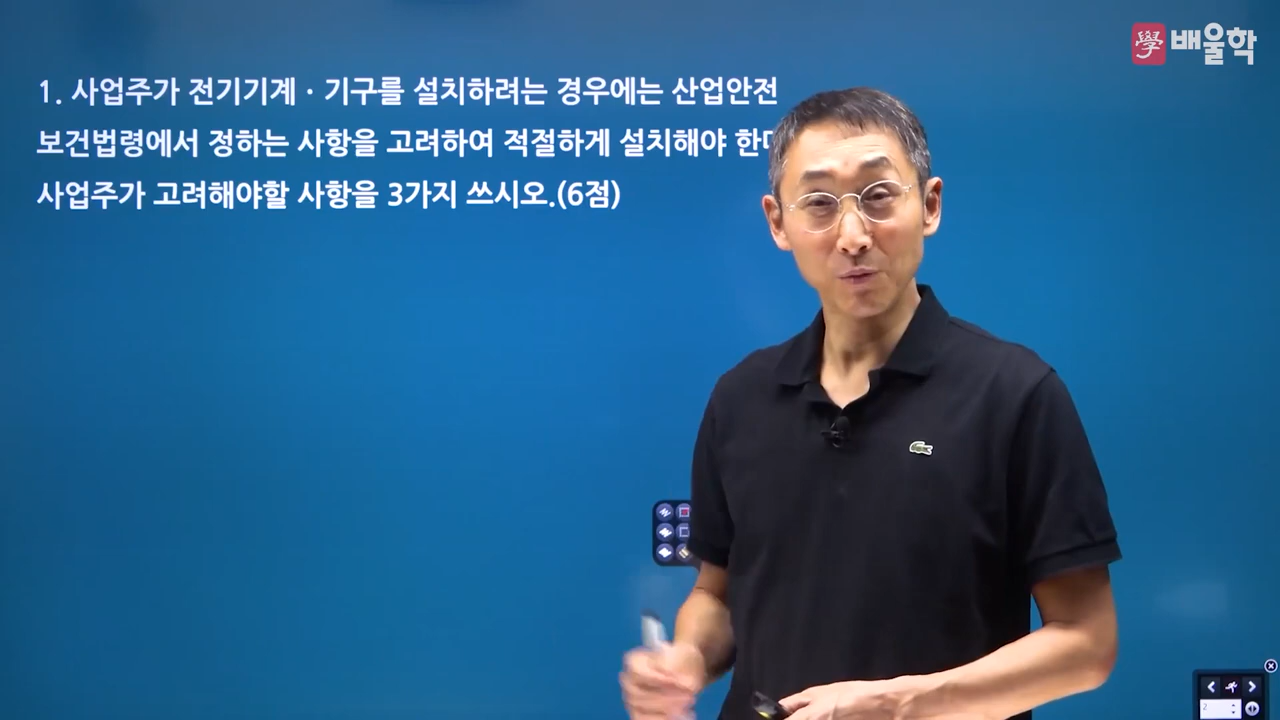 學 배울학
1. 사업주가 전기기계 · 기구를 설치하려는 경우에는 산업안전
보건법령에서 정하는 사항을 고려하여 적절하게 설치해야
사업주가 고려해야할 사항을 3가지 쓰시오.(6점)
2